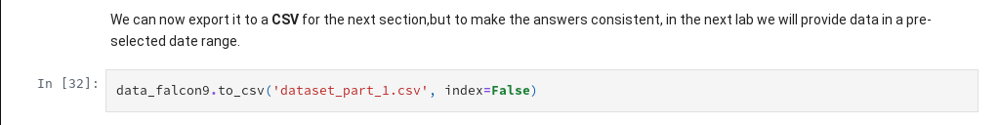 We can now export it to a CSV for the next section,but to make the answers consistent, in the next lab we will provide data in a pre-
selected date range.
In [32]: data_falcon9.to_csv('dataset_part_1.csv', index=False)